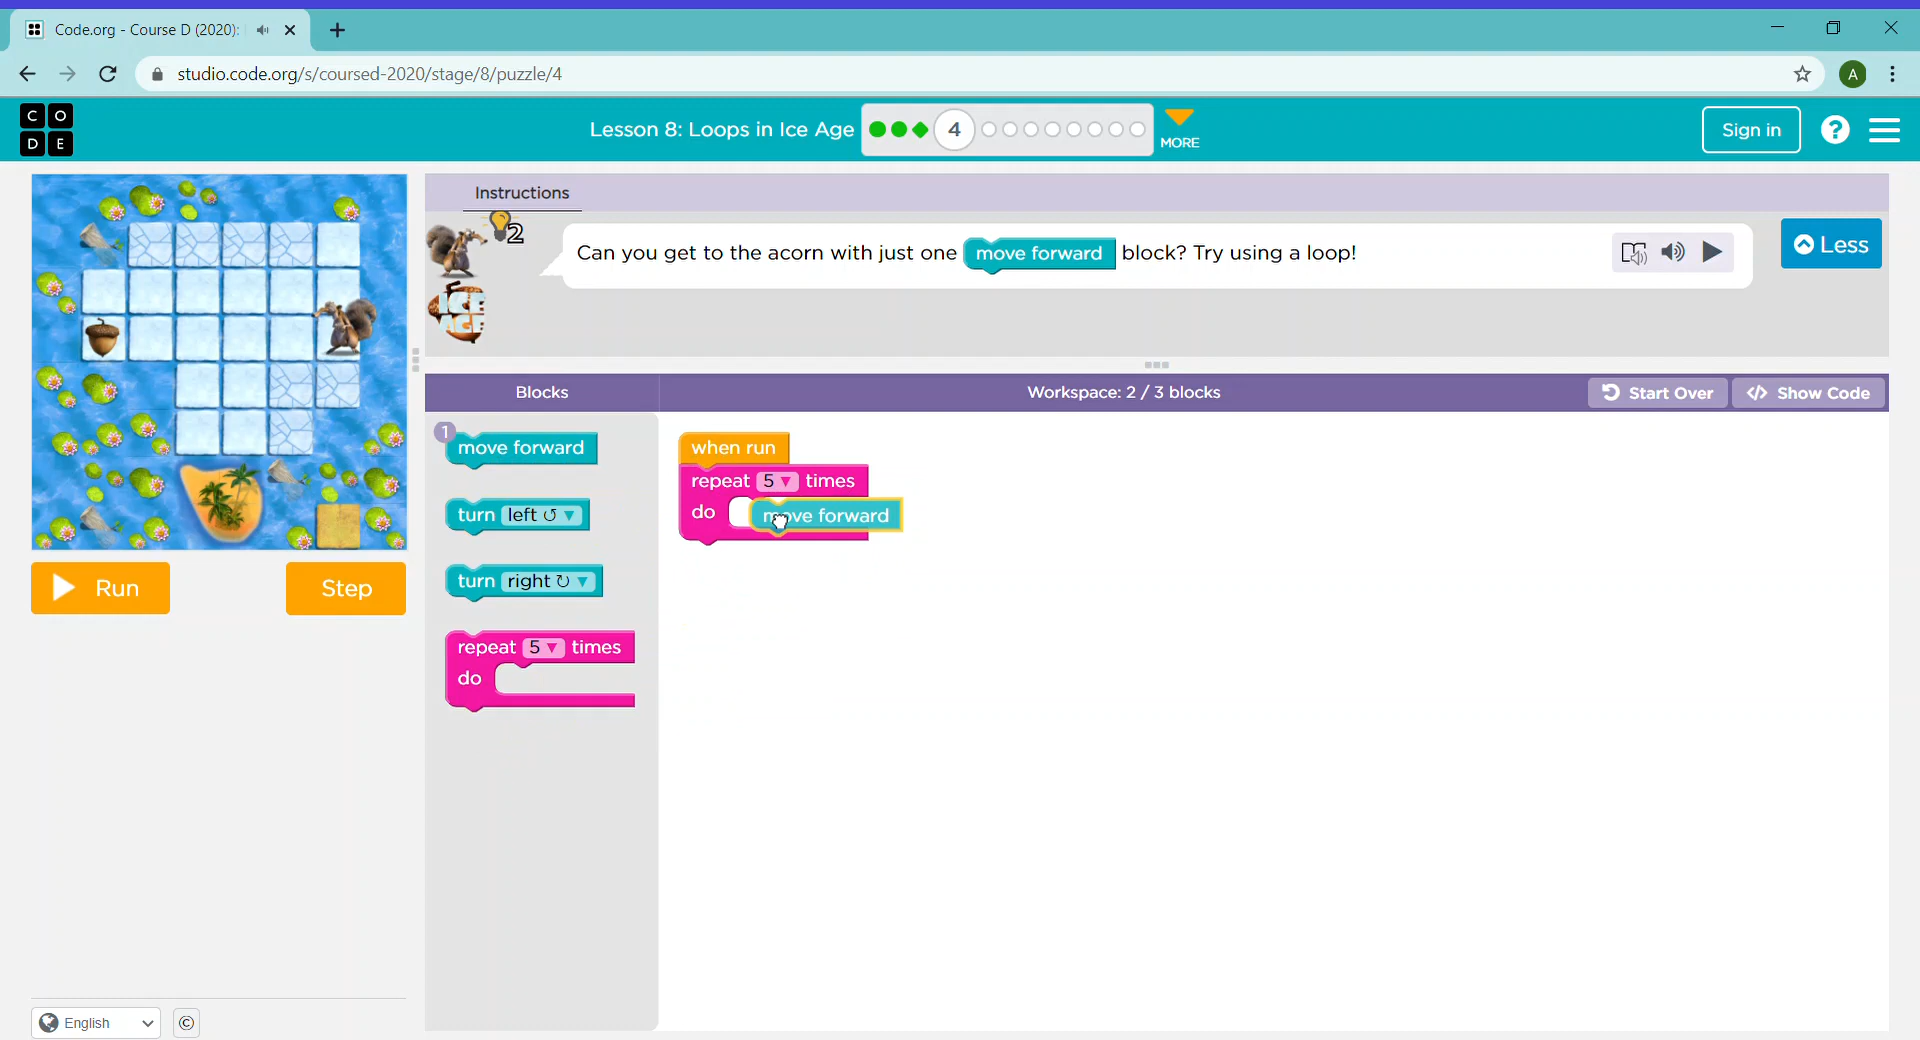 Code.org - Course D (2020):
studio.code.org/s/coursed-2020/stage/8/puzzle/4
A
C O
D E
Lesson 8: Loops in Ice Age
4
MORE
Sign in
?
Instructions
2
Can you get to the acorn with just one move forward block? Try using a loop!
Less
ICE
AGE
Blocks
Workspace: 2 / 3 blocks
Start Over
Show Code
1
move forward
turn left ↺ ▼
turn right ↻ ▼
repeat 5 ▼ times
do
when run
repeat 5 ▼ times
do
move forward
Run
Step
English
©